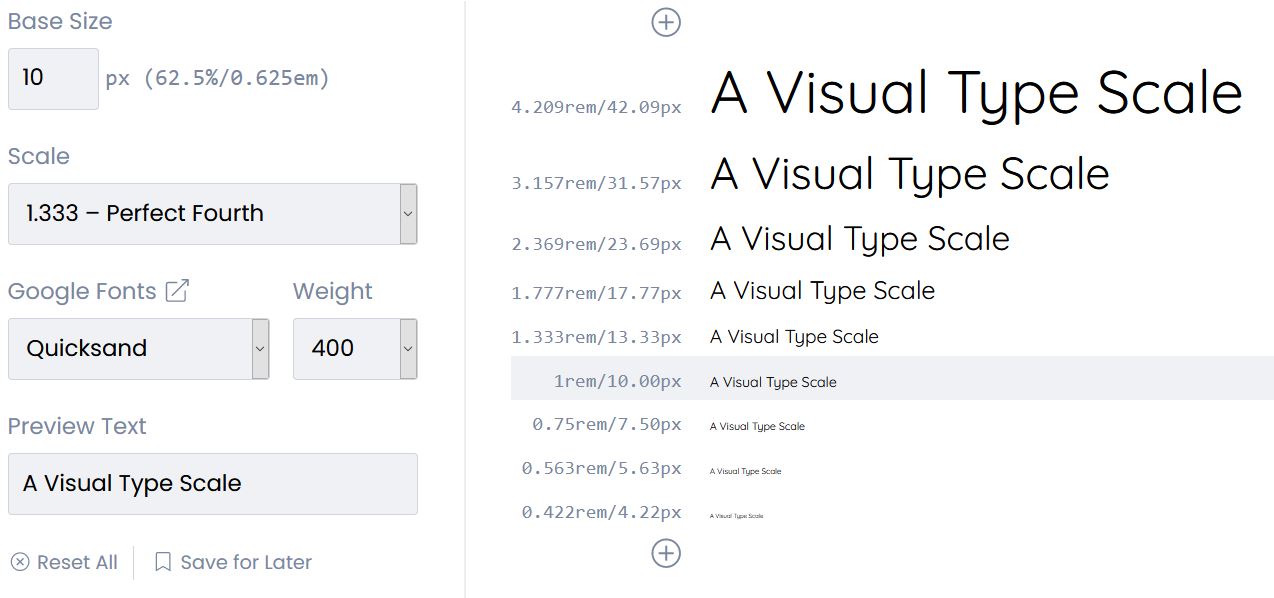 Base Size
10 px (62.5%/0.625em)
Scale
1.333 – Perfect Fourth
Google Fonts
Weight
Quicksand
400
Preview Text
A Visual Type Scale
Reset All
Save for Later
4.209rem/42.09px A Visual Type Scale
3.157rem/31.57px A Visual Type Scale
2.369rem/23.69px A Visual Type Scale
1.777rem/17.77px A Visual Type Scale
1.333rem/13.33px A Visual Type Scale
1rem/10.00px A Visual Type Scale
0.75rem/7.50px A Visual Type Scale
0.563rem/5.63px A Visual Type Scale
0.422rem/4.22px A Visual Type Scale